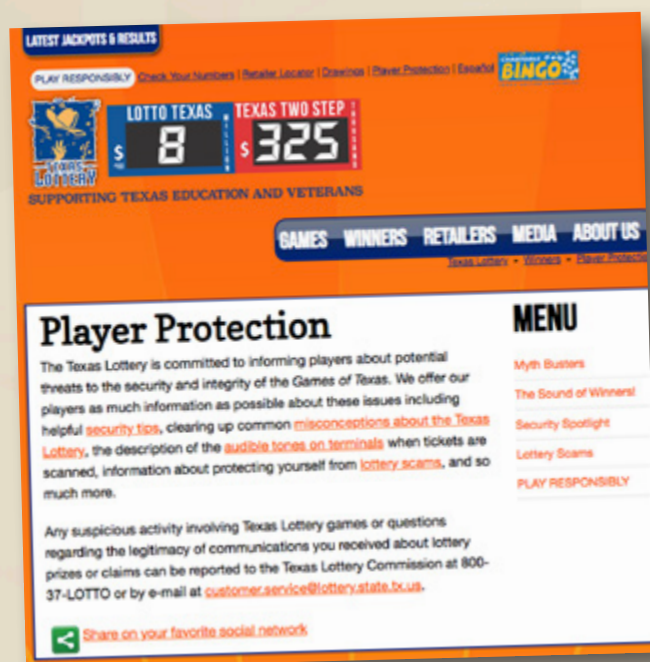 LATEST JACKPOTS & RESULTS
PLAY RESPONSIBLY Check Your Numbers | Retailer Locator | Drawings | Player Protection | Español
CHARITABLE
BINGO
LOTTO TEXAS
$ 8 MILLION
TEXAS TWO STEP
$ 325 THOUSAND
TEXAS
LOTTERY
SUPPORTING TEXAS EDUCATION AND VETERANS
GAMES WINNERS RETAILERS MEDIA ABOUT US
Texas Lottery • Winners • Player Protectio
Player Protection
The Texas Lottery is committed to informing players about potential
threats to the security and integrity of the Games of Texas. We offer our
players as much information as possible about these issues including
helpful security tips, clearing up common misconceptions about the Texas
Lottery, the description of the audible tones on terminals when tickets are
scanned, information about protecting yourself from lottery scams, and so
much more.
Any suspicious activity involving Texas Lottery games or questions
regarding the legitimacy of communications you received about lottery
prizes or claims can be reported to the Texas Lottery Commission at 800-
37-LOTTO or by e-mail at customer.service@lottery.state.tx.us.
Share on your favorite social network
MENU
Myth Busters
The Sound of Winners!
Security Spotlight
Lottery Scams
PLAY RESPONSIBLY